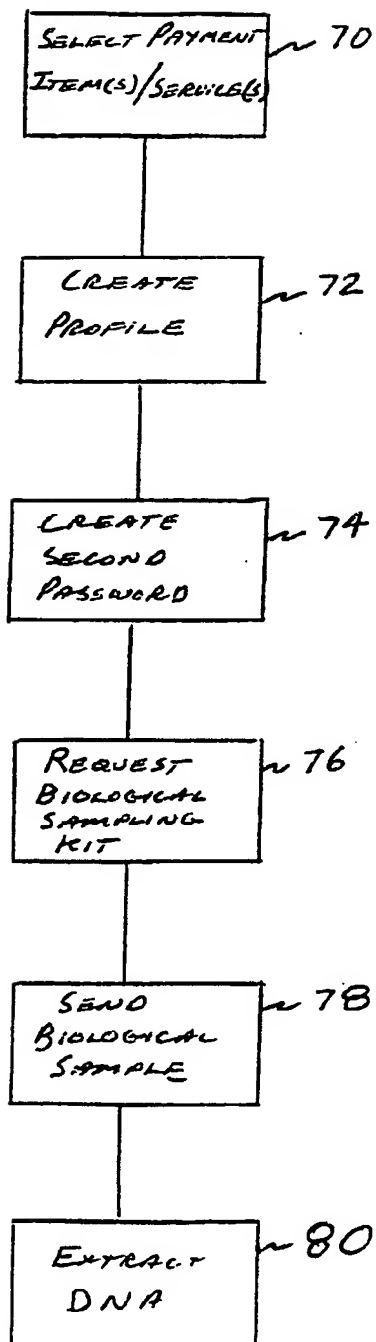 SELECT PAYMENT
ITEM(S)/SERVICE(S)
70
CREATE
PROFILE
72
CREATE
SECOND
PASSWORD
74
REQUEST
BIOLOGICAL
SAMPLING
KIT
76
SEND
BIOLOGICAL
SAMPLE
78
EXTRACT
DNA
80